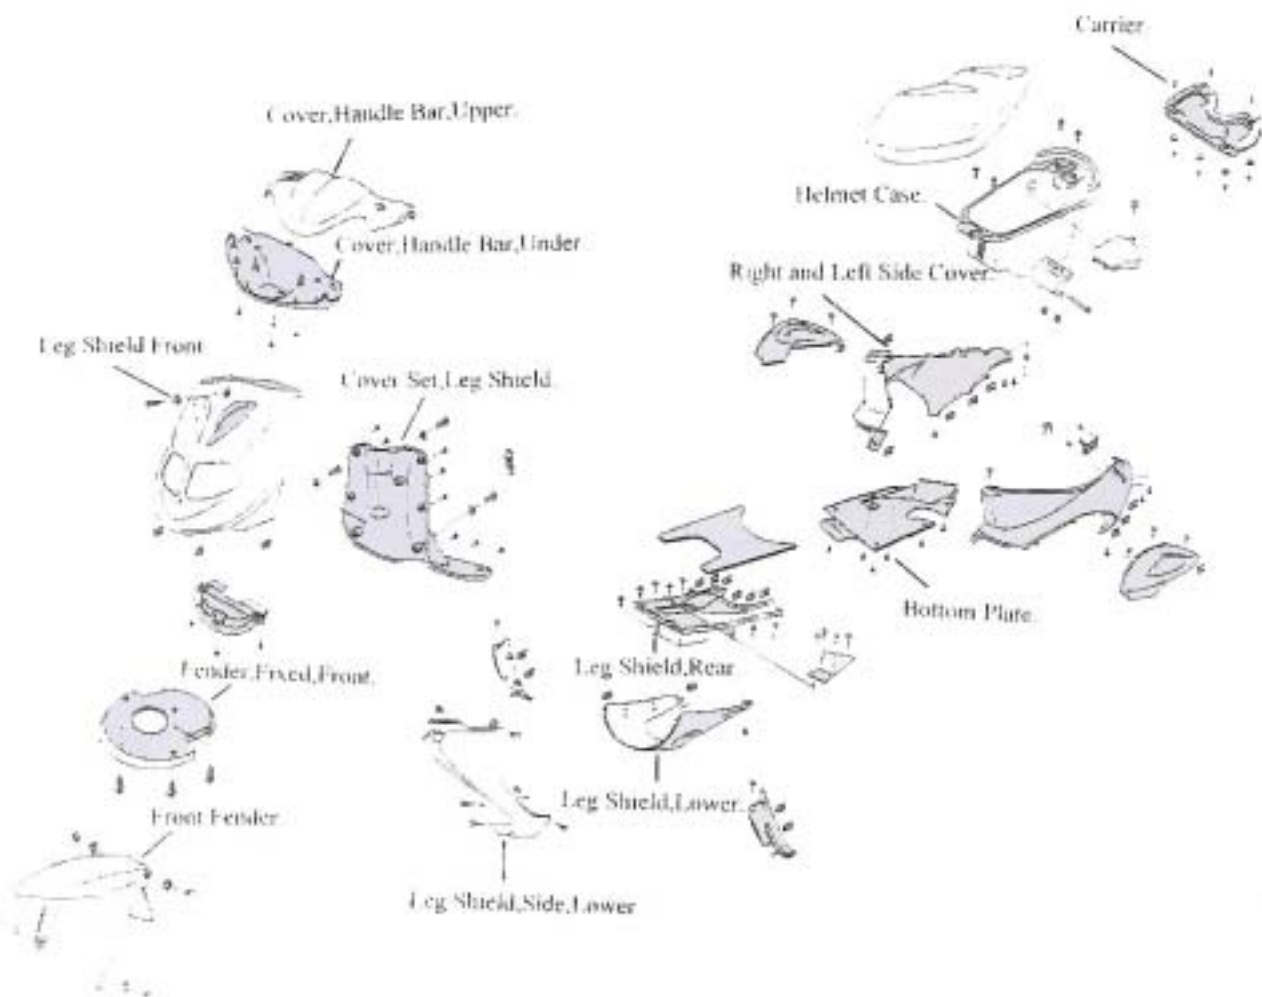 Carrier
Cover,Handle Bar,Upper.
Helmet Case.
Cover,Handle Bar,Under.
Right and Left Side Cover.
Leg Shield Front
Cover Set,Leg Shield.
Bottom Plate.
Leg Shield,Rear
Fender,Fixed,Front.
Leg Shield,Lower.
Front Fender.
Leg Shield,Side,Lower